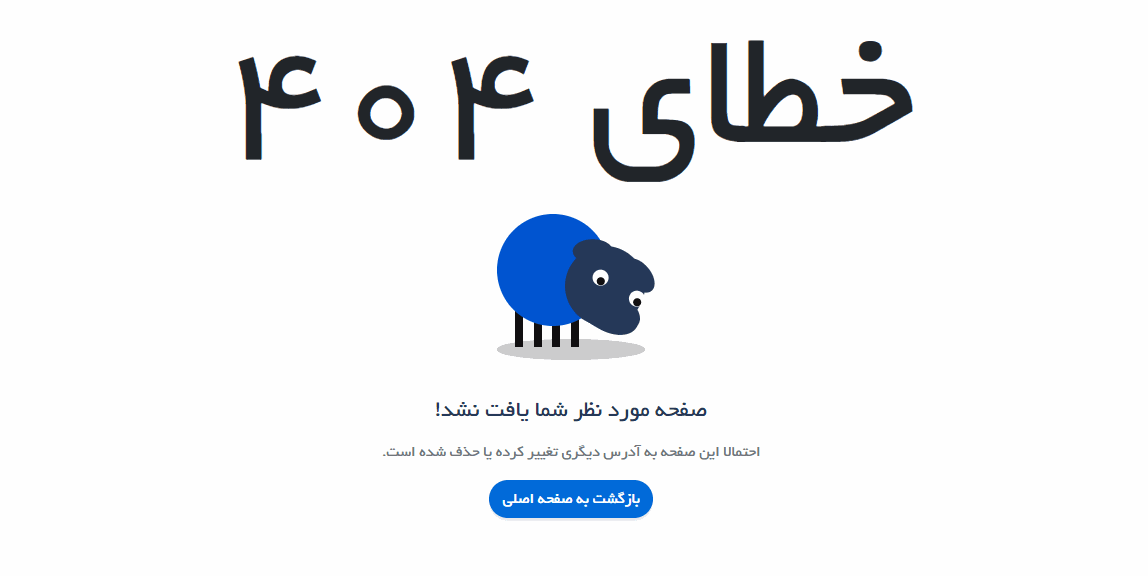 خطای ۴۰۴
صفحه مورد نظر شما یافت نشد!
احتمالا این صفحه به آدرس دیگری تغییر کرده یا حذف شده است.
بازگشت به صفحه اصلی